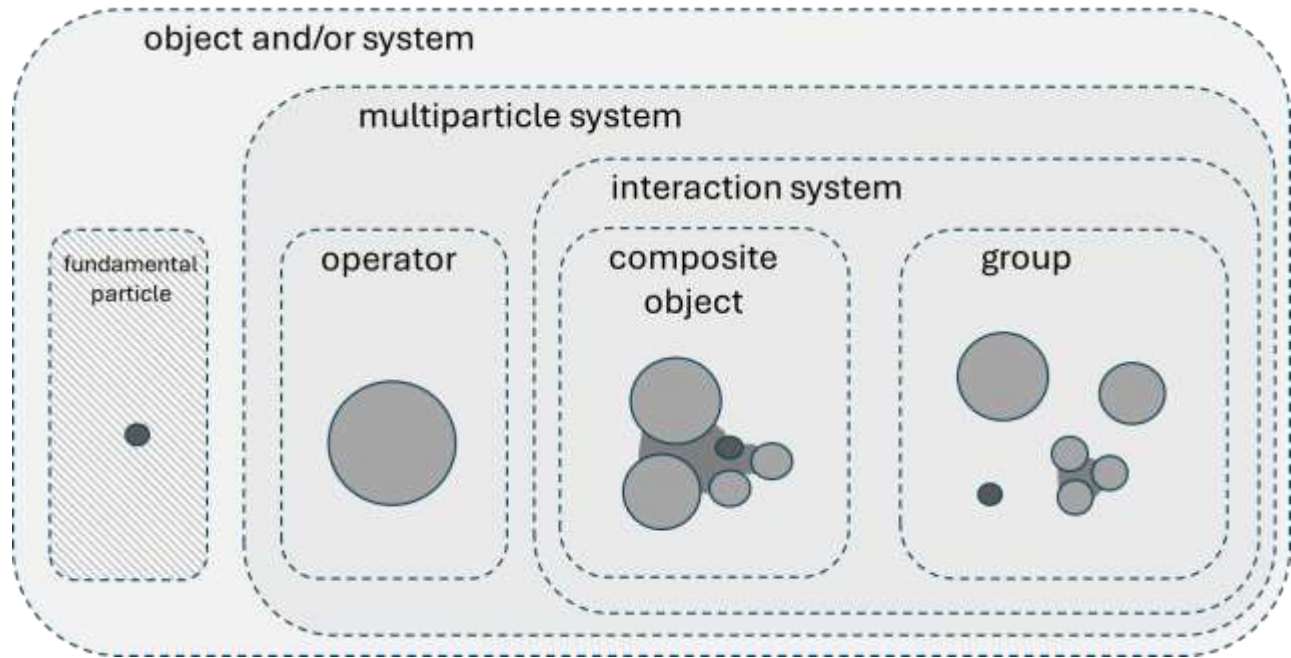 object and/or system
multiparticle system
interaction system
fundamental
particle
operator
composite
object
group